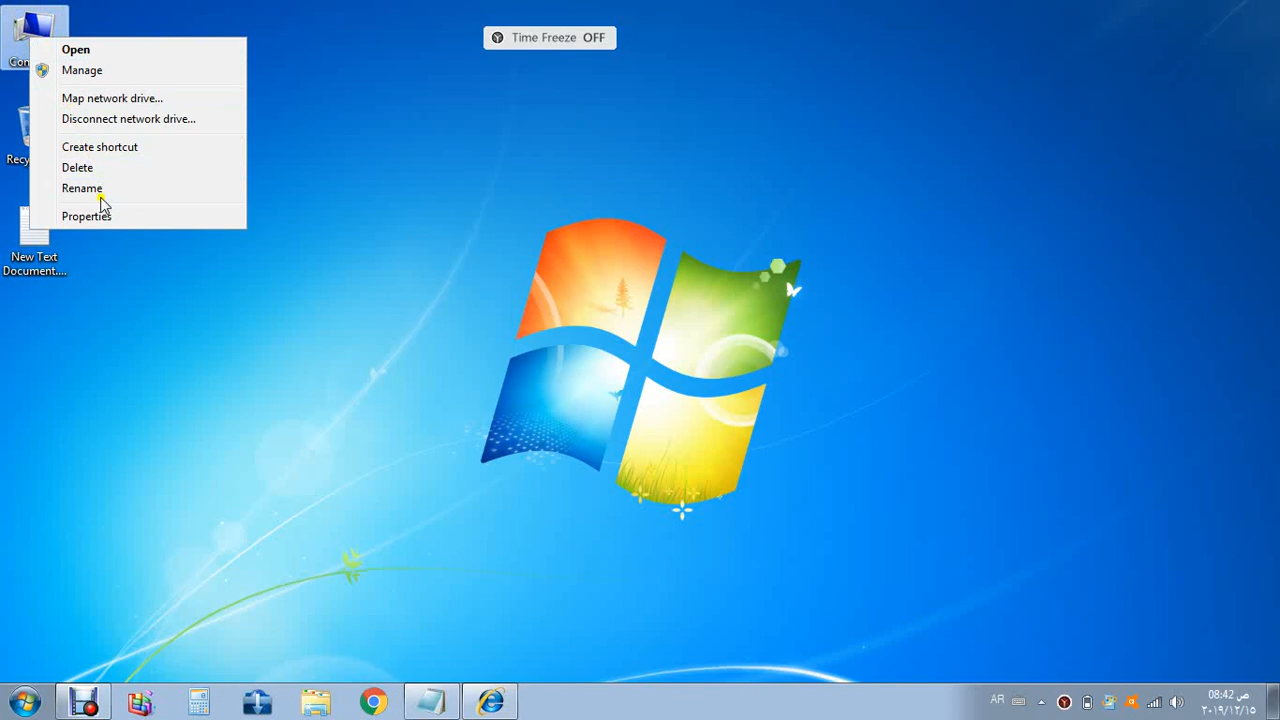 Time Freeze OFF
Open
Manage
Map network drive...
Disconnect network drive...
Create shortcut
Delete
Rename
Properties
New Text
Document....
AR
08:42 ص
٢٠١٩/١٢/١٥